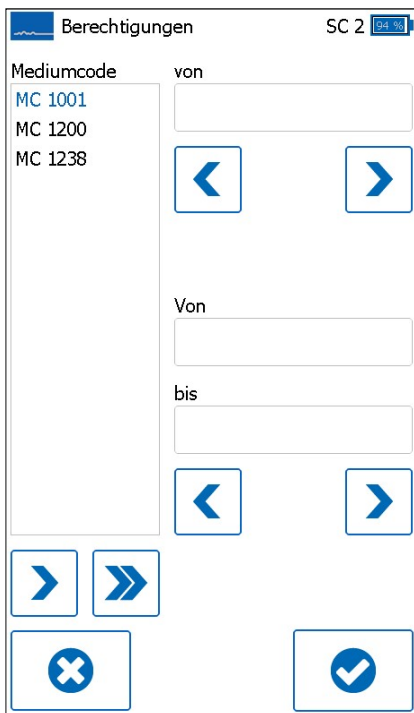 Berechtigungen SC 2 94 %
Mediumcode
MC 1001
MC 1200
MC 1238
von
Von
bis